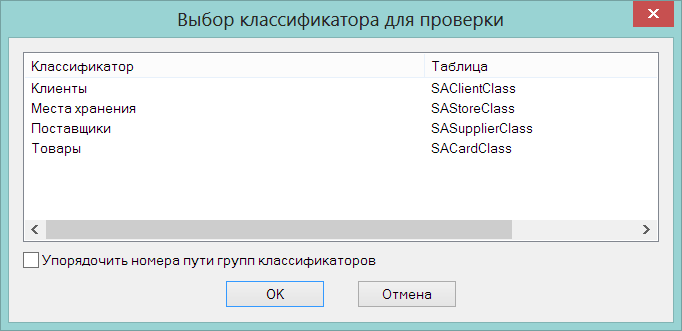 Выбор классификатора для проверки
Классификатор Таблица
Клиенты SAClientClass
Места хранения SAStoreClass
Поставщики SASupplierClass
Товары SACardClass
Упорядочить номера пути групп классификаторов
OK Отмена